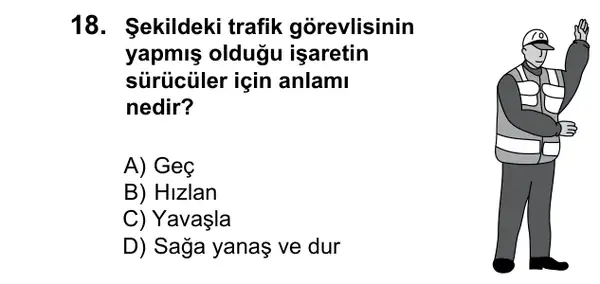 18. Şekildeki trafik görevlisinin
yapmış olduğu işaretin
sürücüler için anlamı
nedir?
A) Geç
B) Hızlan
C) Yavaşla
D) Sağa yanaş ve dur